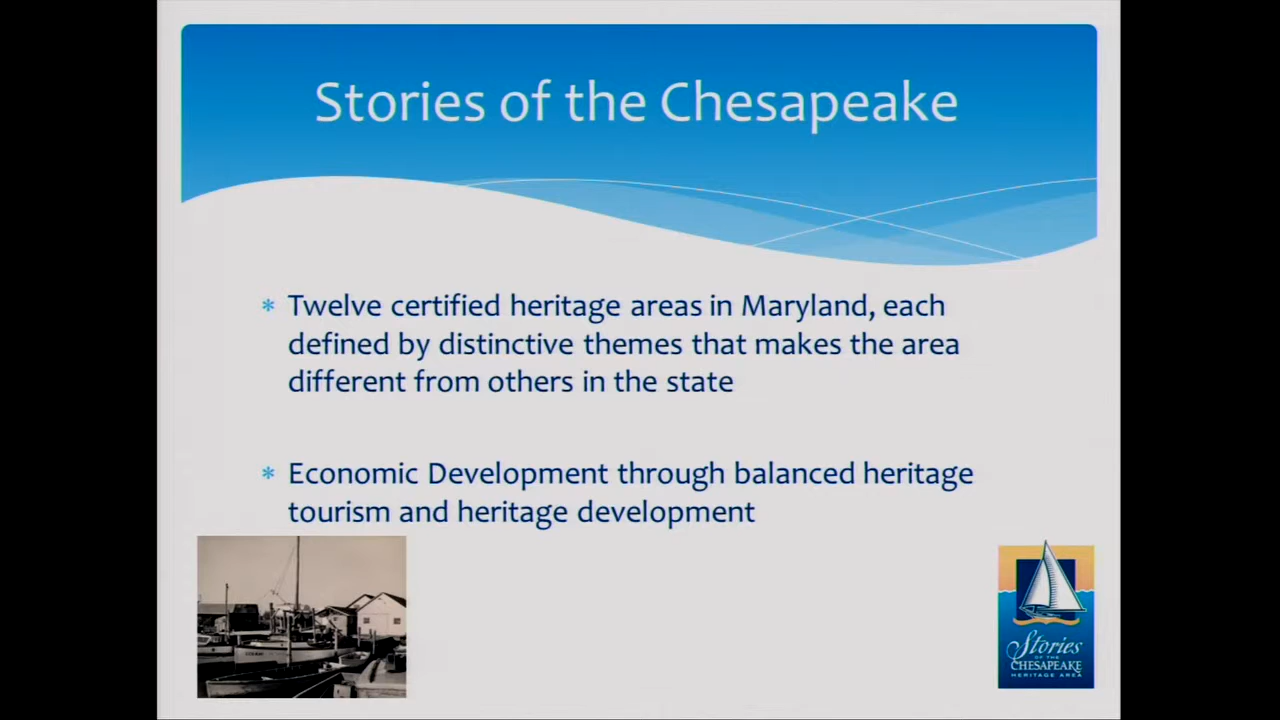 Stories of the Chesapeake
* Twelve certified heritage areas in Maryland, each
defined by distinctive themes that makes the area
different from others in the state
* Economic Development through balanced heritage
tourism and heritage development
Stories
OF THE
CHESAPEAKE
HERITAGE AREA